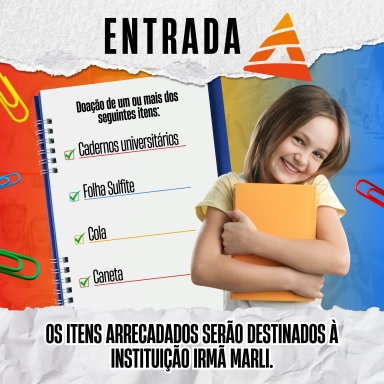 ENTRADA
Doação de um ou mais dos
seguintes itens:
Cadernos universitários
Folha Sulfite
Cola
Caneta
OS ITENS ARRECADADOS SERÃO DESTINADOS À
INSTITUIÇÃO IRMÃ MARLI.